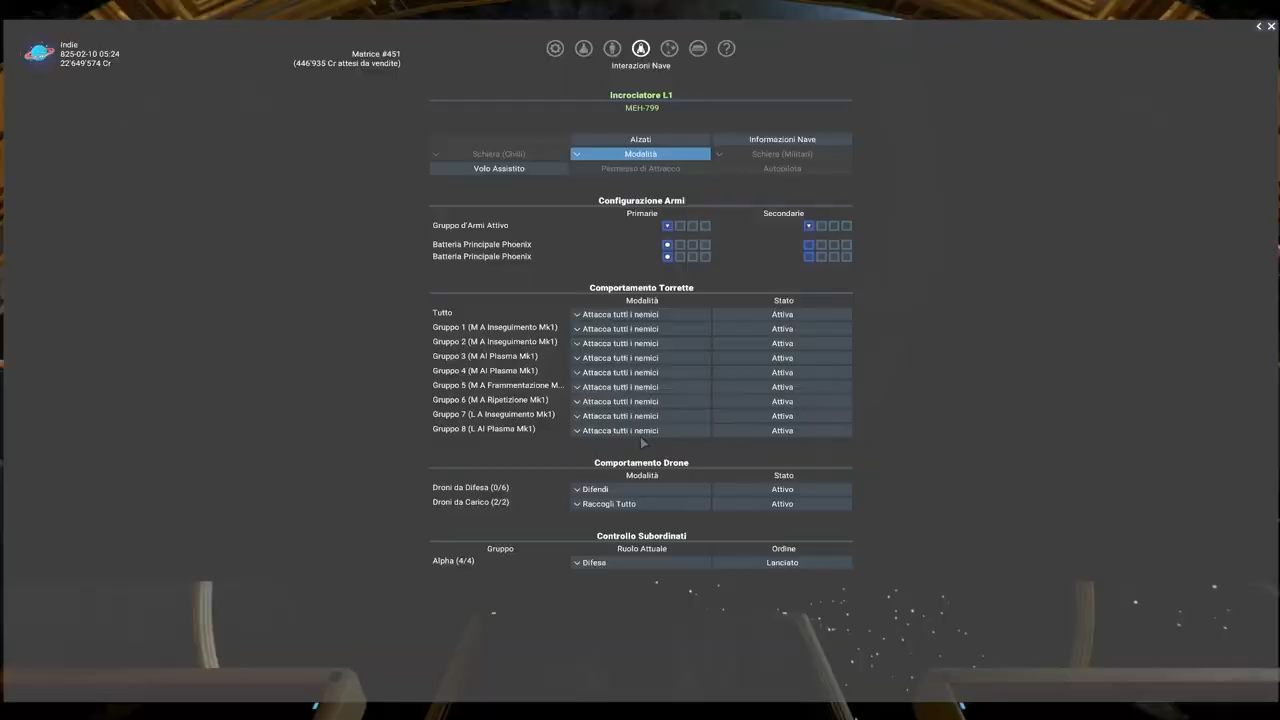 Indie
825-02-10 05:24
22'649'574 Cr
Matrice #451
(446'935 Cr attesi da vendite)
?
Interazioni Nave
Incrociatore L1
MEH-799
Alzati Informazioni Nave
Schiera (Civili) Modalità Schiera (Militari)
Volo Assistito Permesso di Attracco Autopilota
Configurazione Armi
Primarie Secondarie
Gruppo d'Armi Attivo
Batteria Principale Phoenix
Batteria Principale Phoenix
Comportamento Torrette
Modalità Stato
Tutto Attacca tutti i nemici Attiva
Gruppo 1 (M A Inseguimento Mk1) Attacca tutti i nemici Attiva
Gruppo 2 (M A Inseguimento Mk1) Attacca tutti i nemici Attiva
Gruppo 3 (M Al Plasma Mk1) Attacca tutti i nemici Attiva
Gruppo 4 (M Al Plasma Mk1) Attacca tutti i nemici Attiva
Gruppo 5 (M A Frammentazione M... Attacca tutti i nemici Attiva
Gruppo 6 (M A Ripetizione Mk1) Attacca tutti i nemici Attiva
Gruppo 7 (L A Inseguimento Mk1) Attacca tutti i nemici Attiva
Gruppo 8 (L Al Plasma Mk1) Attacca tutti i nemici Attiva
Comportamento Drone
Modalità Stato
Droni da Difesa (0/6) Difendi Attivo
Droni da Carico (2/2) Raccogli Tutto Attivo
Controllo Subordinati
Gruppo Ruolo Attuale Ordine
Alpha (4/4) Difesa Lanciato